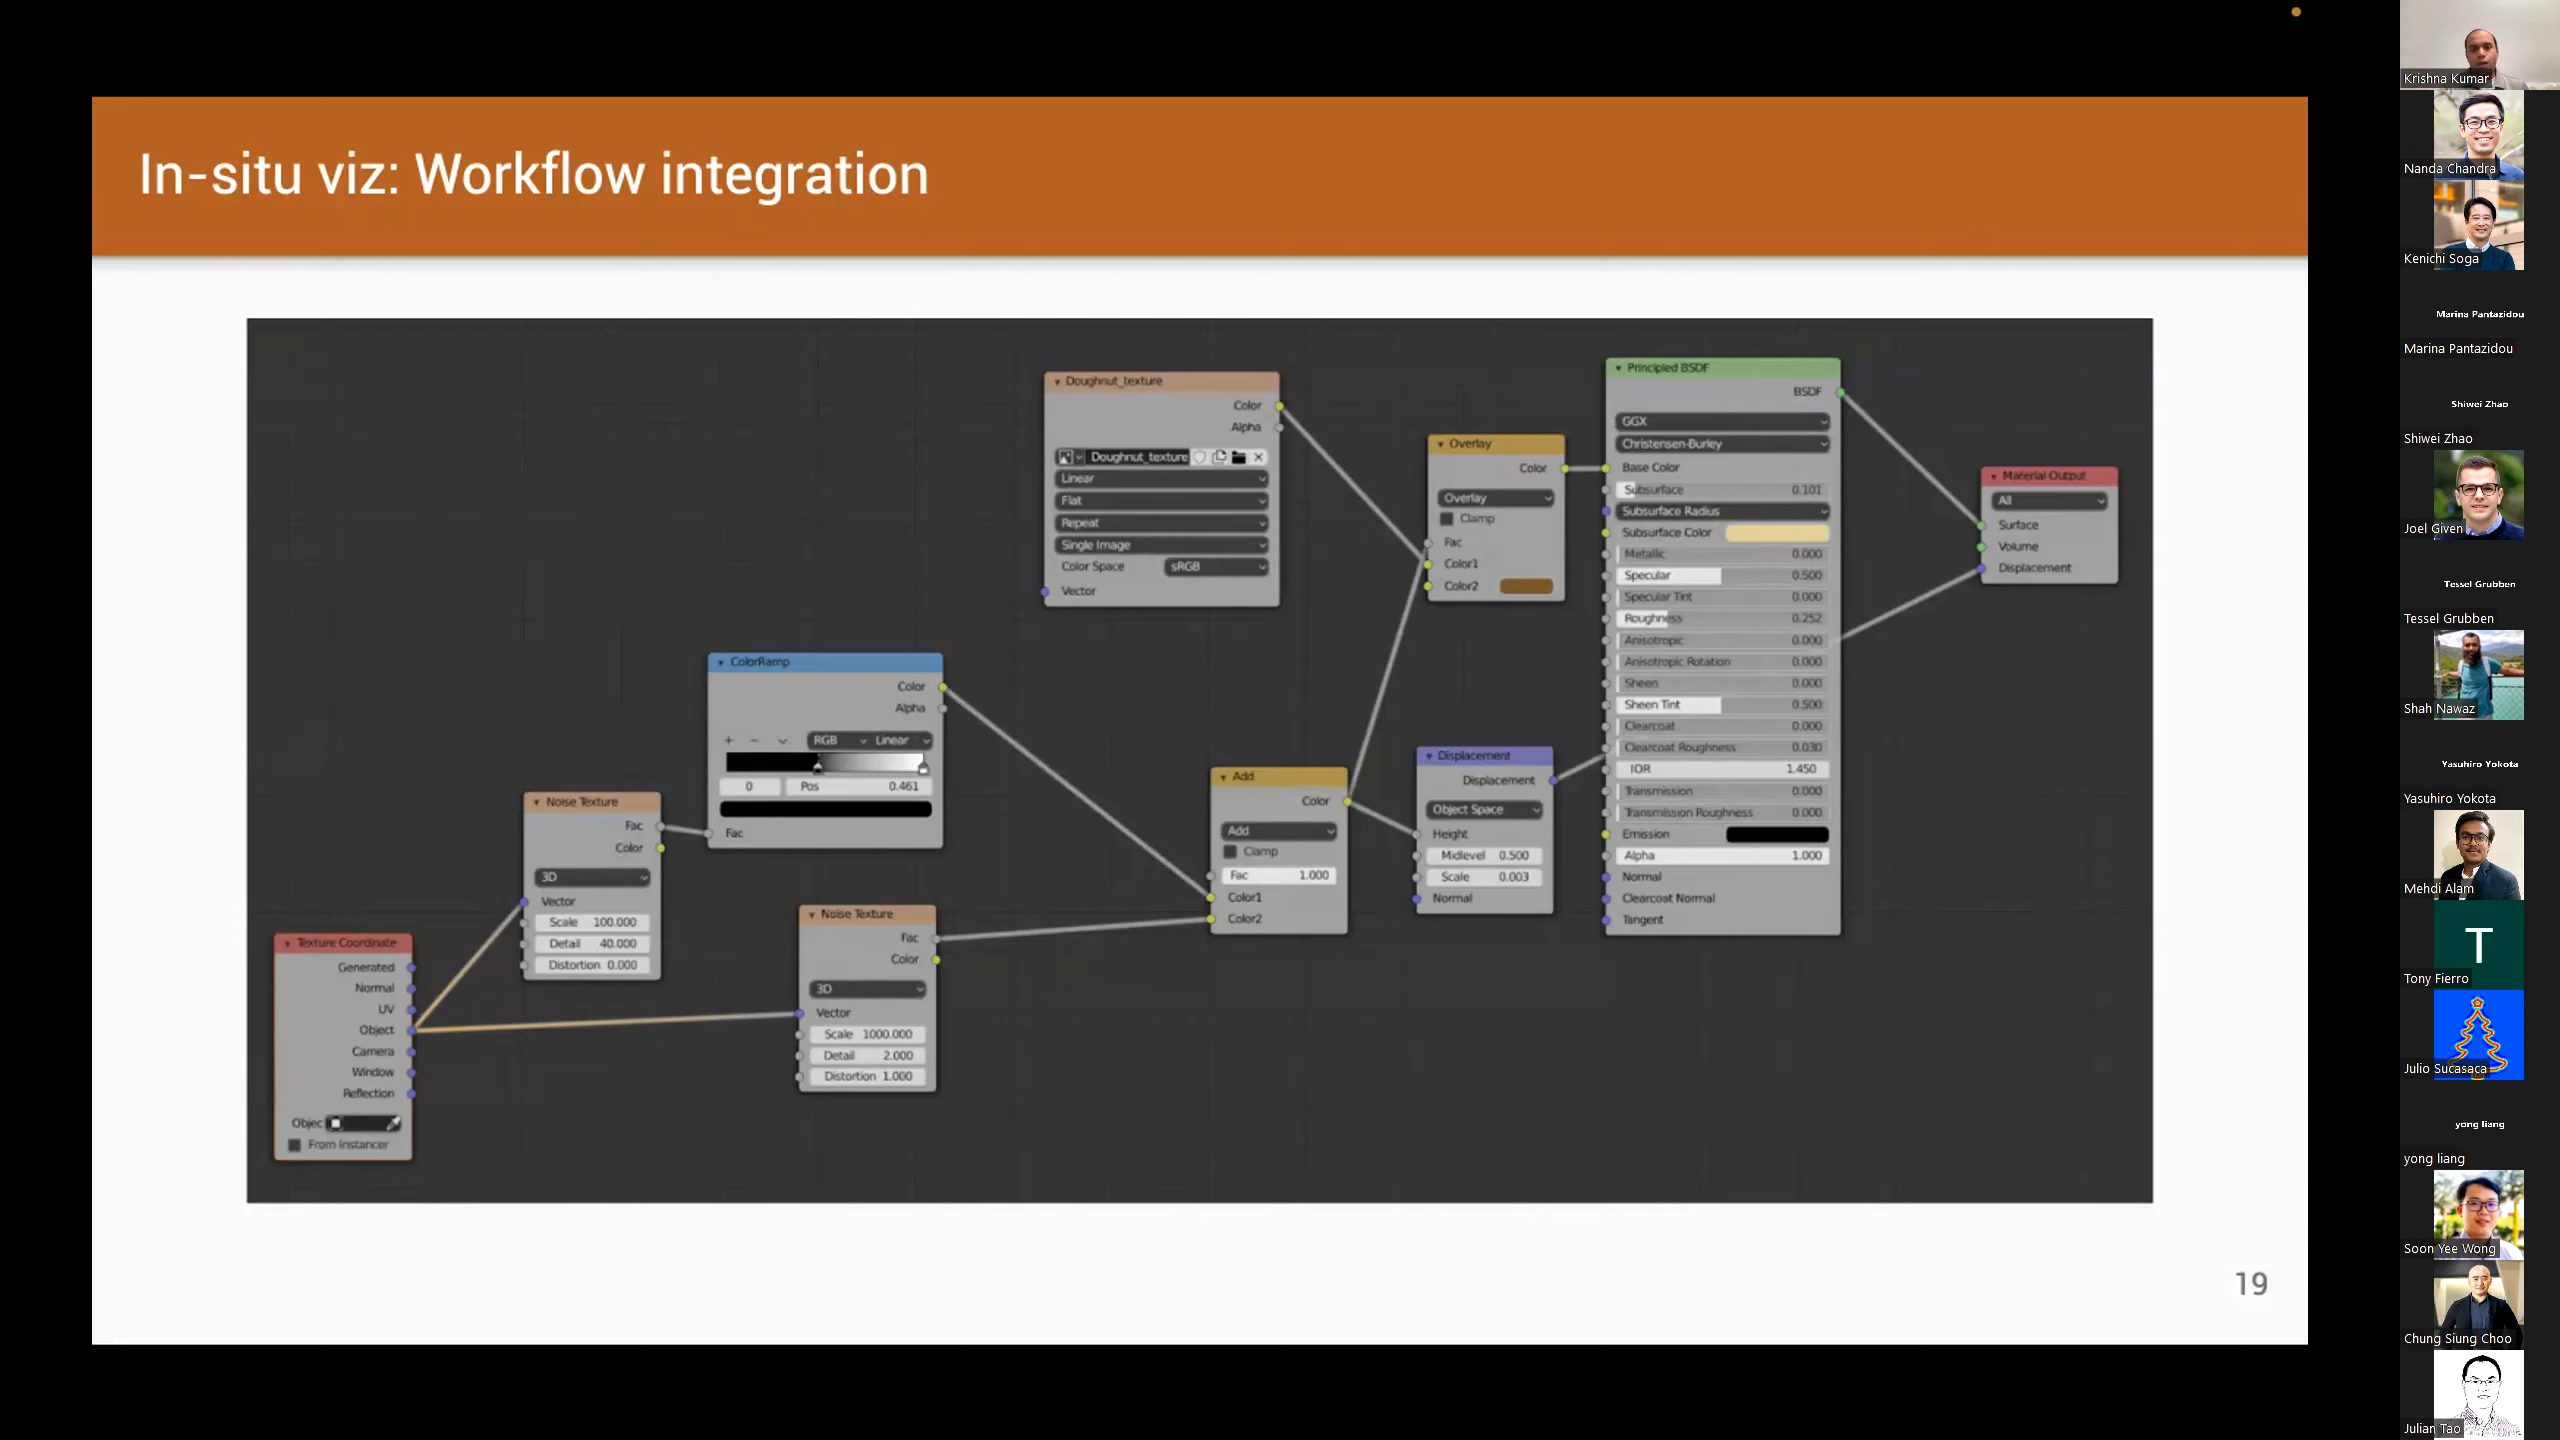 In-situ viz: Workflow integration
Doughnut_texture
Color
Alpha
Doughnut_texture
Linear
Flat
Repeat
Single Image
Color Space sRGB
Vector
Overlay
Color
Overlay
Clamp
Fac
Color1
Color2
Principled BSDF
BSDF
GGX
Christensen-Burley
Base Color
Subsurface 0.101
Subsurface Radius
Subsurface Color
Metallic 0.000
Specular 0.500
Specular Tint 0.000
Roughness 0.252
Anisotropic 0.000
Anisotropic Rotation 0.000
Sheen 0.000
Sheen Tint 0.500
Clearcoat 0.000
Clearcoat Roughness 0.030
IOR 1.450
Transmission 0.000
Transmission Roughness 0.000
Emission
Alpha 1.000
Normal
Clearcoat Normal
Tangent
Material Output
All
Surface
Volume
Displacement
ColorRamp
Color
Alpha
+ - RGB Linear
0 Pos 0.461
Fac
Noise Texture
Fac
Color
3D
Vector
Scale 100.000
Detail 40.000
Distortion 0.000
Add
Color
Add
Clamp
Fac 1.000
Color1
Color2
Displacement
Displacement
Object Space
Height
Midlevel 0.500
Scale 0.003
Normal
Noise Texture
Fac
Color
3D
Vector
Scale 1000.000
Detail 2.000
Distortion 1.000
Texture Coordinate
Generated
Normal
UV
Object
Camera
Window
Reflection
Objec
From Instancer
19
Krishna Kumar
Nanda Chandra
Kenichi Soga
Marina Pantazidou
Marina Pantazidou
Shiwei Zhao
Shiwei Zhao
Joel Given
Tessel Grubben
Tessel Grubben
Shah Nawaz
Yasuhiro Yokota
Yasuhiro Yokota
Mehdi Alam
T
Tony Fierro
Julio Sucasaca
yong liang
yong liang
Soon Yee Wong
Chung Siung Choo
Julian Tao